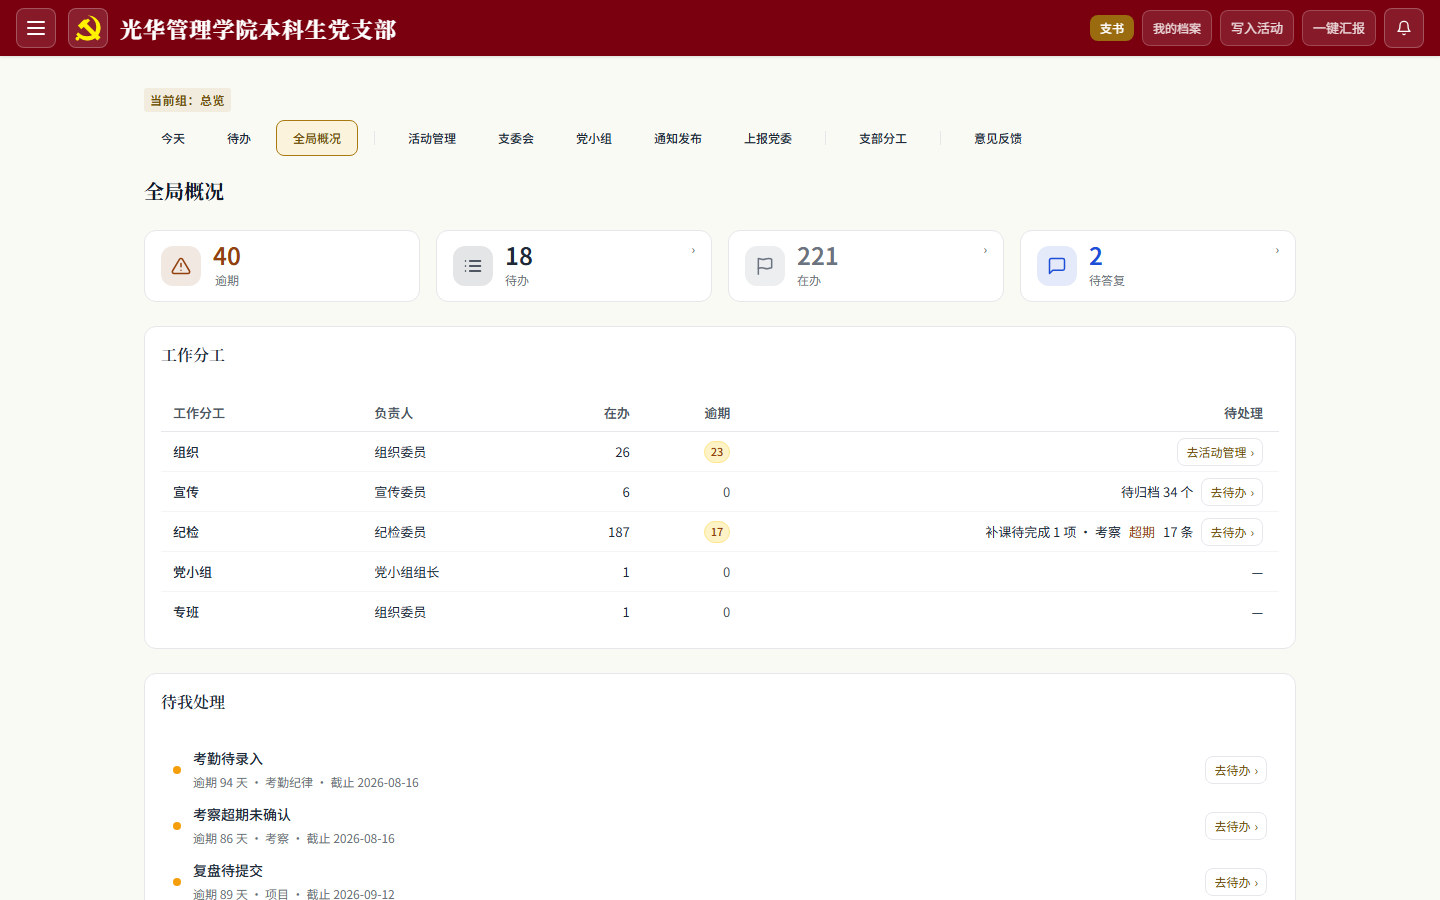 光华管理学院本科生党支部
支书 我的档案 写入活动 一键汇报
当前组：总览
今天 待办 全局概况 活动管理 支委会 党小组 通知发布 上报党委 支部分工 意见反馈
全局概况
40 逾期
18 待办 ›
221 在办 ›
2 待答复 ›
工作分工
工作分工 负责人 在办 逾期 待处理
组织 组织委员 26 23 去活动管理 ›
宣传 宣传委员 6 0 待归档 34 个 去待办 ›
纪检 纪检委员 187 17 补课待完成 1 项 · 考察 超期 17 条 去待办 ›
党小组 党小组组长 1 0 —
专班 组织委员 1 0 —
待我处理
考勤待录入
逾期 94 天 · 考勤纪律 · 截止 2026-08-16 去待办 ›
考察超期未确认
逾期 86 天 · 考察 · 截止 2026-08-16 去待办 ›
复盘待提交
逾期 89 天 · 项目 · 截止 2026-09-12 去待办 ›